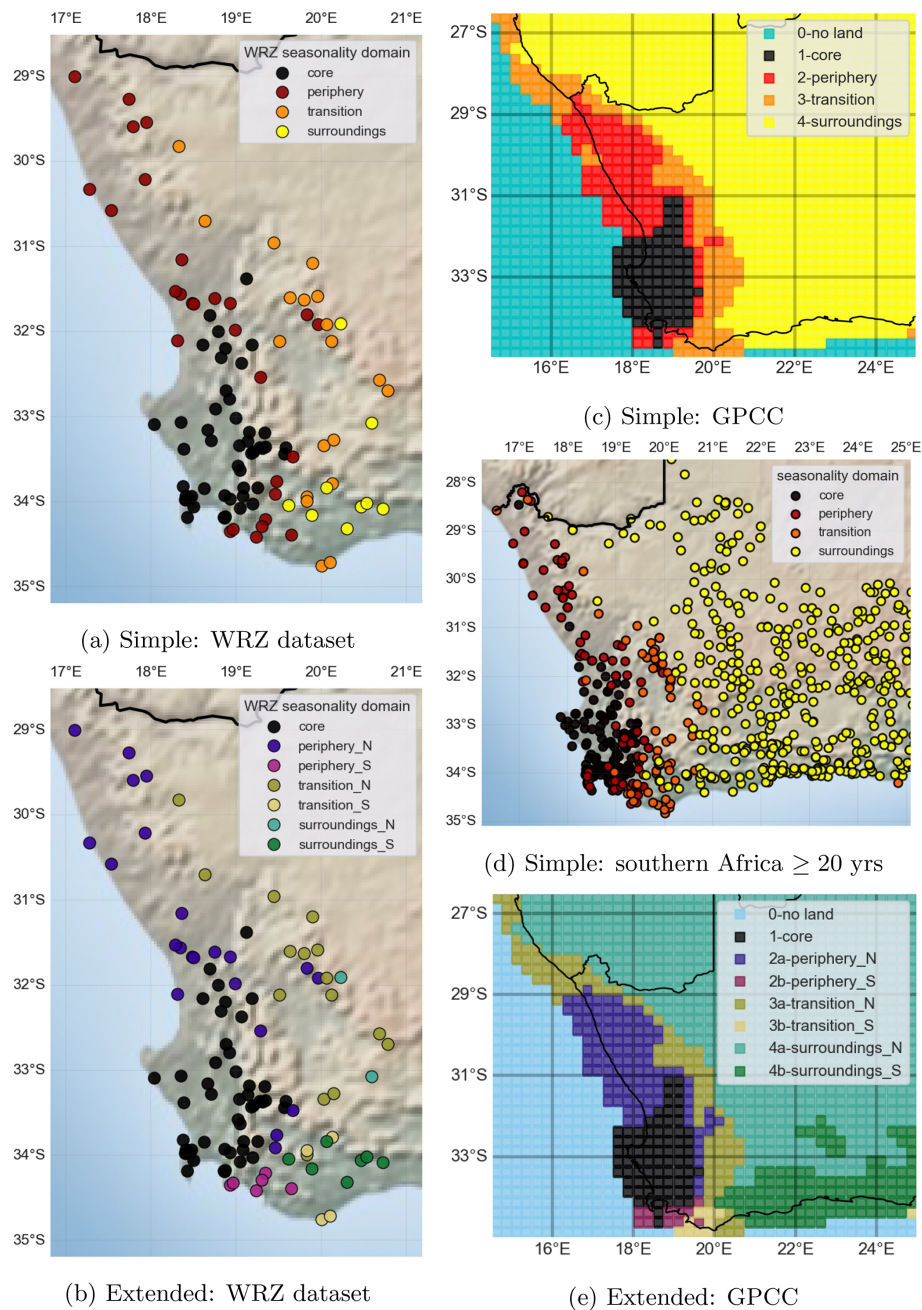 17°E 18°E 19°E 20°E 21°E
WRZ seasonality domain
core
periphery
transition
surroundings
29°S
30°S
31°S
32°S
33°S
34°S
35°S
(a) Simple: WRZ dataset
17°E 18°E 19°E 20°E 21°E
WRZ seasonality domain
core
periphery_N
periphery_S
transition_N
transition_S
surroundings_N
surroundings_S
29°S
30°S
31°S
32°S
33°S
34°S
35°S
(b) Extended: WRZ dataset
0-no land
1-core
2-periphery
3-transition
4-surroundings
27°S
29°S
31°S
33°S
16°E 18°E 20°E 22°E 24°E
(c) Simple: GPCC
17°E 18°E 19°E 20°E 21°E 22°E 23°E 24°E 25°E
seasonality domain
core
periphery
transition
surroundings
28°S
29°S
30°S
31°S
32°S
33°S
34°S
35°S
(d) Simple: southern Africa ≥ 20 yrs
0-no land
1-core
2a-periphery_N
2b-periphery_S
3a-transition_N
3b-transition_S
4a-surroundings_N
4b-surroundings_S
27°S
29°S
31°S
33°S
16°E 18°E 20°E 22°E 24°E
(e) Extended: GPCC